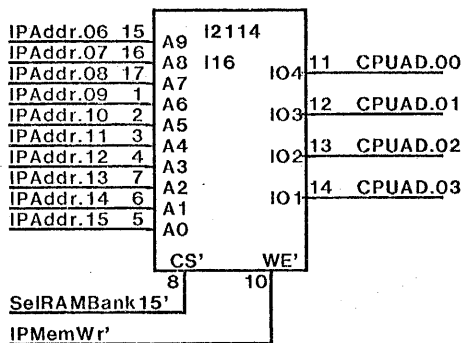 IPAddr.06 15 A9 I2114
IPAddr.07 16 A8 I16 IO4 11 CPUAD.00
IPAddr.08 17 A7
IPAddr.09 1 A6 IO3 12 CPUAD.01
IPAddr.10 2 A5
IPAddr.11 3 A4
IPAddr.12 4 A3 IO2 13 CPUAD.02
IPAddr.13 7 A2
IPAddr.14 6 A1 IO1 14 CPUAD.03
IPAddr.15 5 A0
CS' WE'
8 10
SelRAMBank15'
IPMemWr'